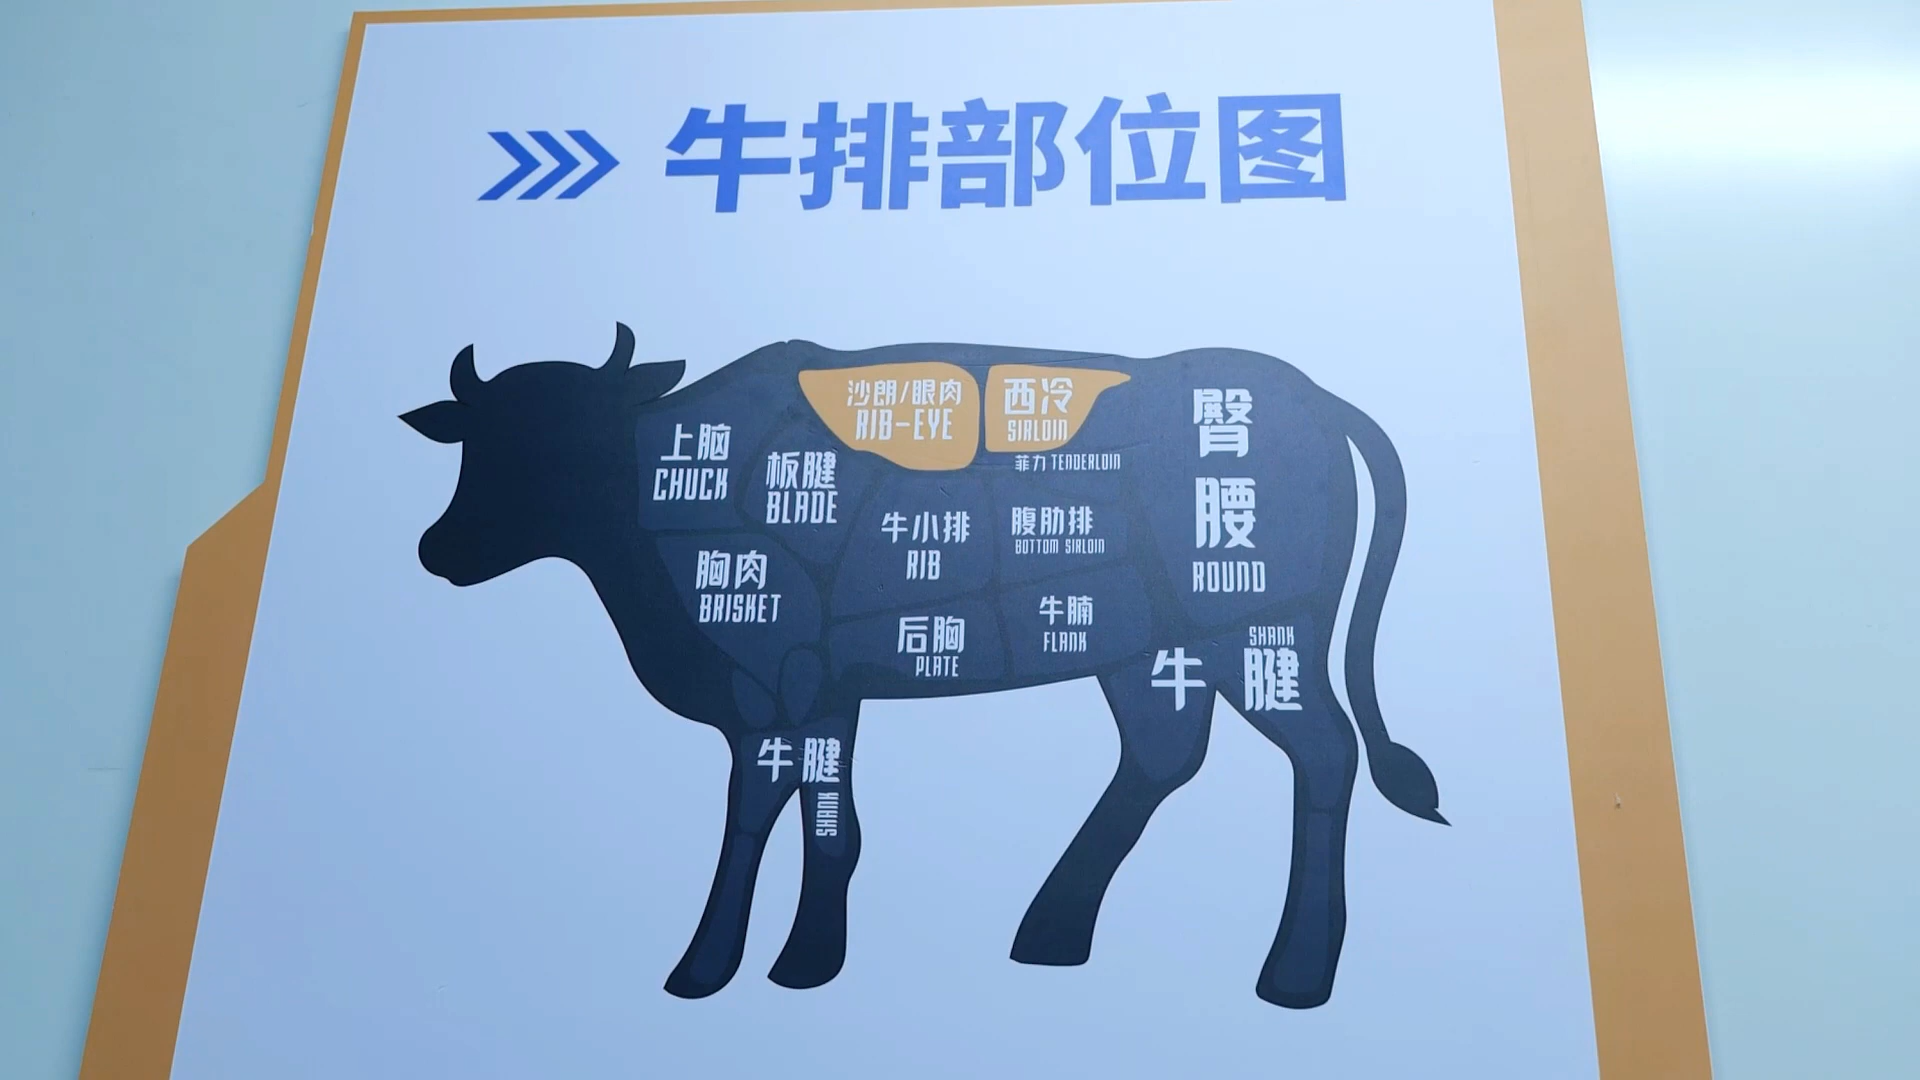 牛排部位图
沙朗/眼肉
RIB-EYE
西冷
SIRLOIN
菲力 TENDERLOIN
上脑
CHUCK
板腱
BLADE
牛小排
RIB
腹肋排
BOTTOM SIRLOIN
臀
腰
ROUND
胸肉
BRISKET
后胸
PLATE
牛腩
FLANK
SHANK
牛腱
牛腱
SHANK